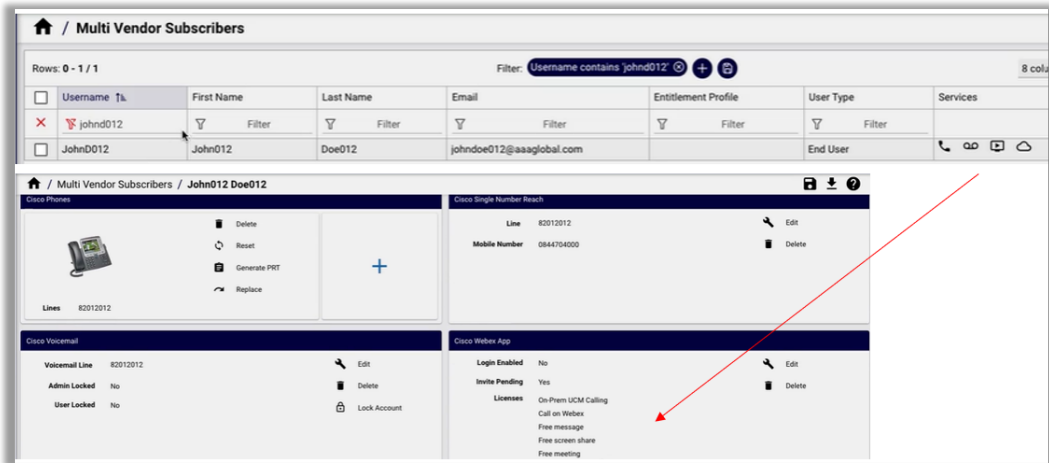 / Multi Vendor Subscribers
Rows: 0 - 1 / 1
Filter: Username contains 'johnd012'
8 colu
Username First Name Last Name Email Entitlement Profile User Type Services
johnd012 Filter Filter Filter Filter Filter
JohnD012 John012 Doe012 johndoe012@aaaglobal.com End User
/ Multi Vendor Subscribers / John012 Doe012
Cisco Phones
Delete
Reset
Generate PRT
Replace
Lines 82012012
Cisco Single Number Reach
Line 82012012 Edit
Mobile Number 0844704000 Delete
Cisco Voicemail
Voicemail Line 82012012 Edit
Admin Locked No Delete
User Locked No Lock Account
Cisco Webex App
Login Enabled No Edit
Invite Pending Yes Delete
Licenses On-Prem UCM Calling
Call on Webex
Free message
Free screen share
Free meeting